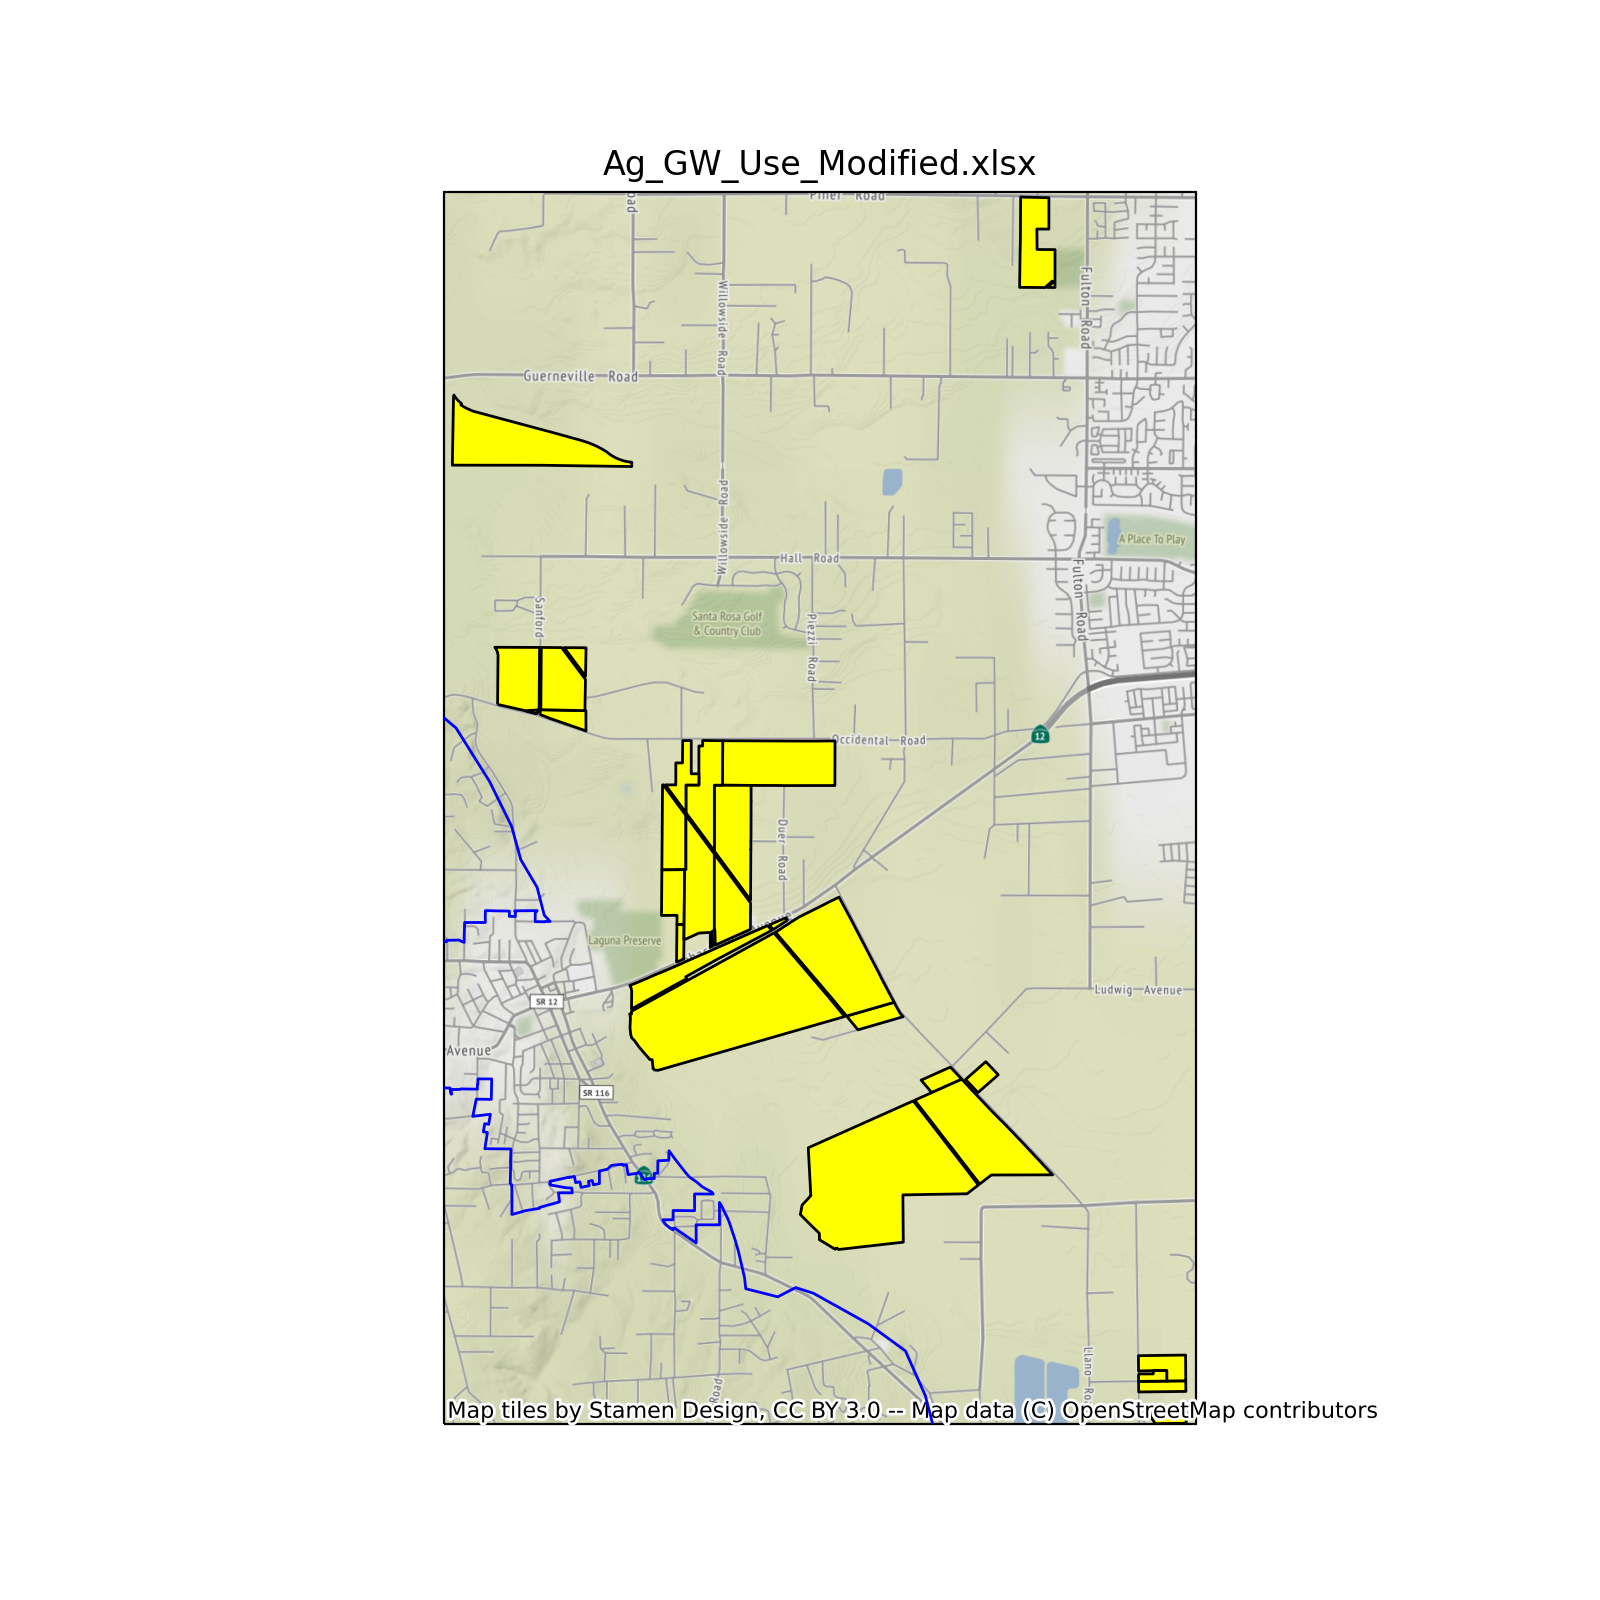 Ag_GW_Use_Modified.xlsx
Piner Road
oad
Willowside Road
Fulton Road
Guerneville Road
Willowside Road
A Place To Play
Hall Road
Fulton Road
Sanford
Santa Rosa Golf
& Country Club
Piezzi Road
12
Occidental Road
Duer Road
Laguna Preserve
Ludwig Avenue
SR 12
Avenue
SR 116
Llano Ro
Road
Map tiles by Stamen Design, CC BY 3.0 -- Map data (C) OpenStreetMap contributors